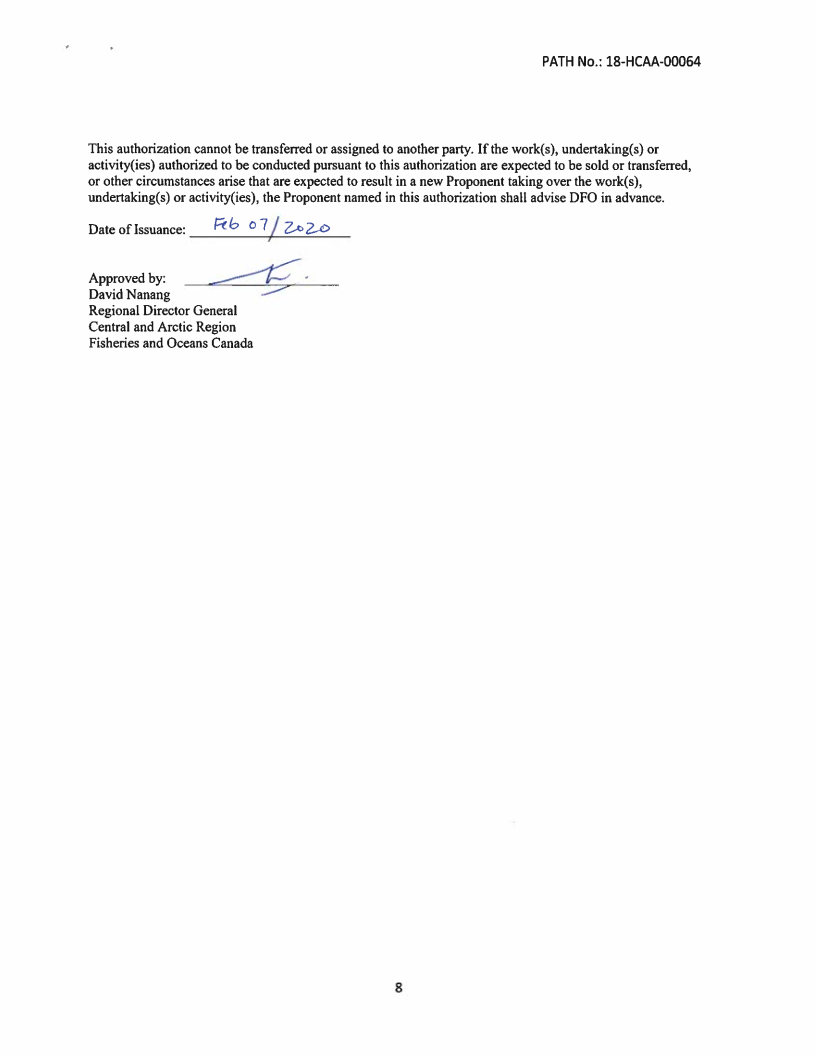 PATH No.: 18-HCAA-00064
This authorization cannot be transferred or assigned to another party. If the work(s), undertaking(s) or
activity(ies) authorized to be conducted pursuant to this authorization are expected to be sold or transferred,
or other circumstances arise that are expected to result in a new Proponent taking over the work(s),
undertaking(s) or activity(ies), the Proponent named in this authorization shall advise DFO in advance.
Date of Issuance: Feb 07/2020
Approved by:
David Nanang
Regional Director General
Central and Arctic Region
Fisheries and Oceans Canada
8